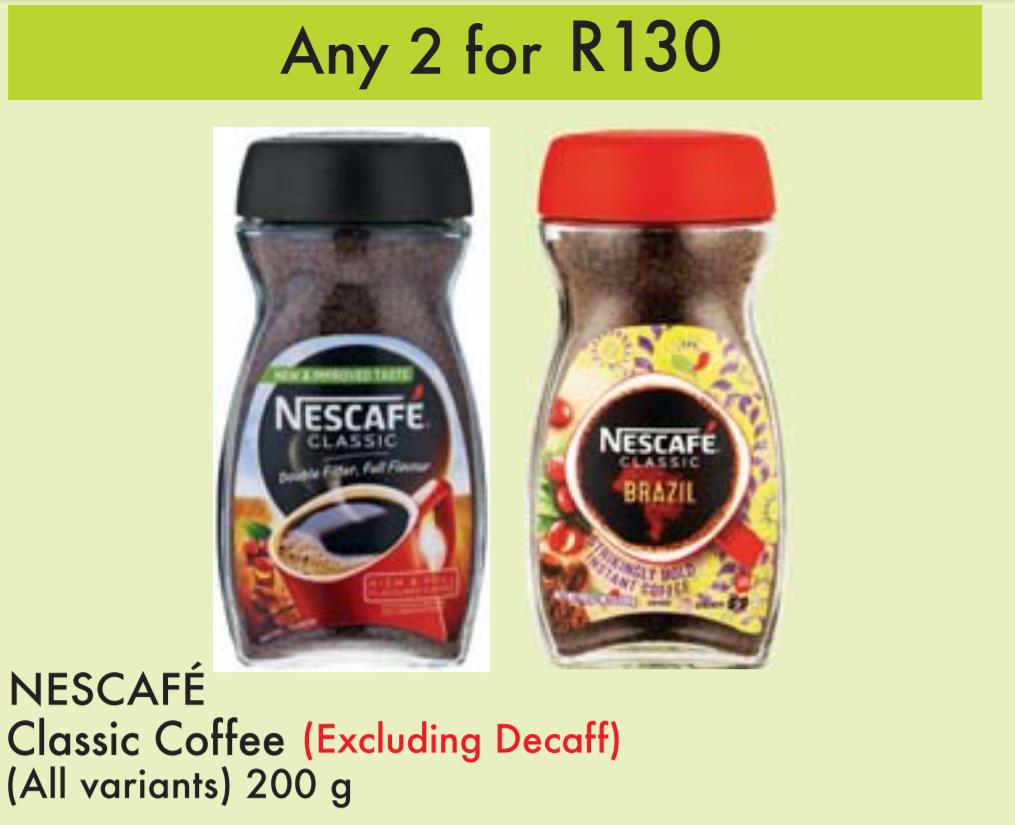 Any 2 for R130
NEW & IMPROVED TASTE
NESCAFÉ
CLASSIC
Double Filter, Full Flavour
NESCAFÉ
CLASSIC
BRAZIL
STRIKINGLY BOLD
INSTANT COFFEE
NESCAFÉ
Classic Coffee (Excluding Decaff)
(All variants) 200 g